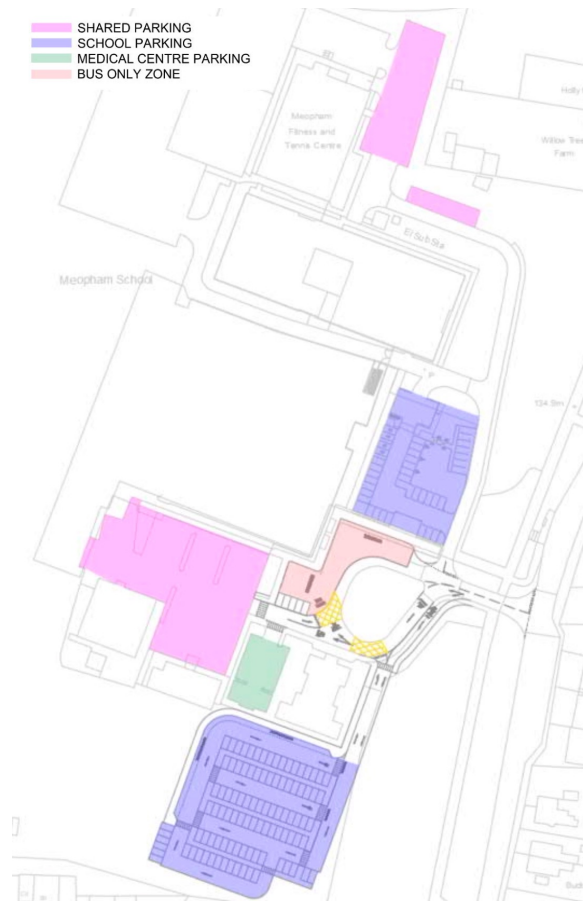 SHARED PARKING
SCHOOL PARKING
MEDICAL CENTRE PARKING
BUS ONLY ZONE
Meopham
Fitness and
Tennis Centre
Willow Tree
Farm
El Sub Sta
Meopham School
P
134.9m